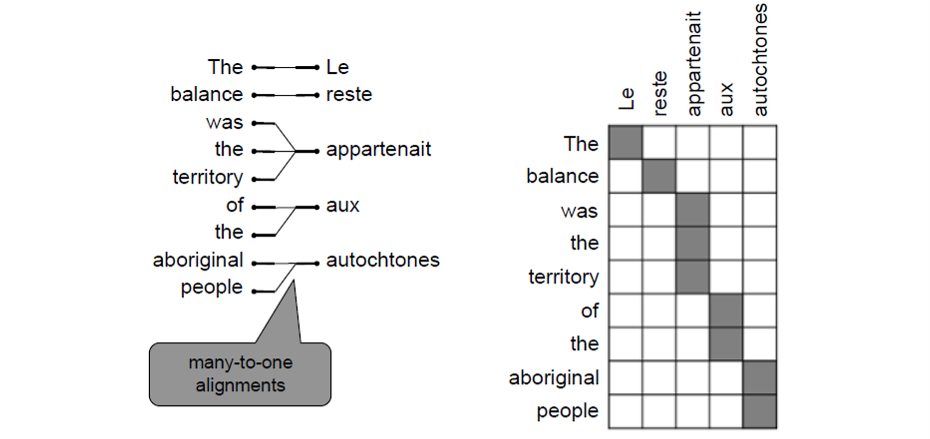 The Le
balance reste
was
the appartenait
territory
of aux
the
aboriginal autochtones
people
many-to-one
alignments
Le
reste
appartenait
aux
autochtones
The
balance
was
the
territory
of
the
aboriginal
people